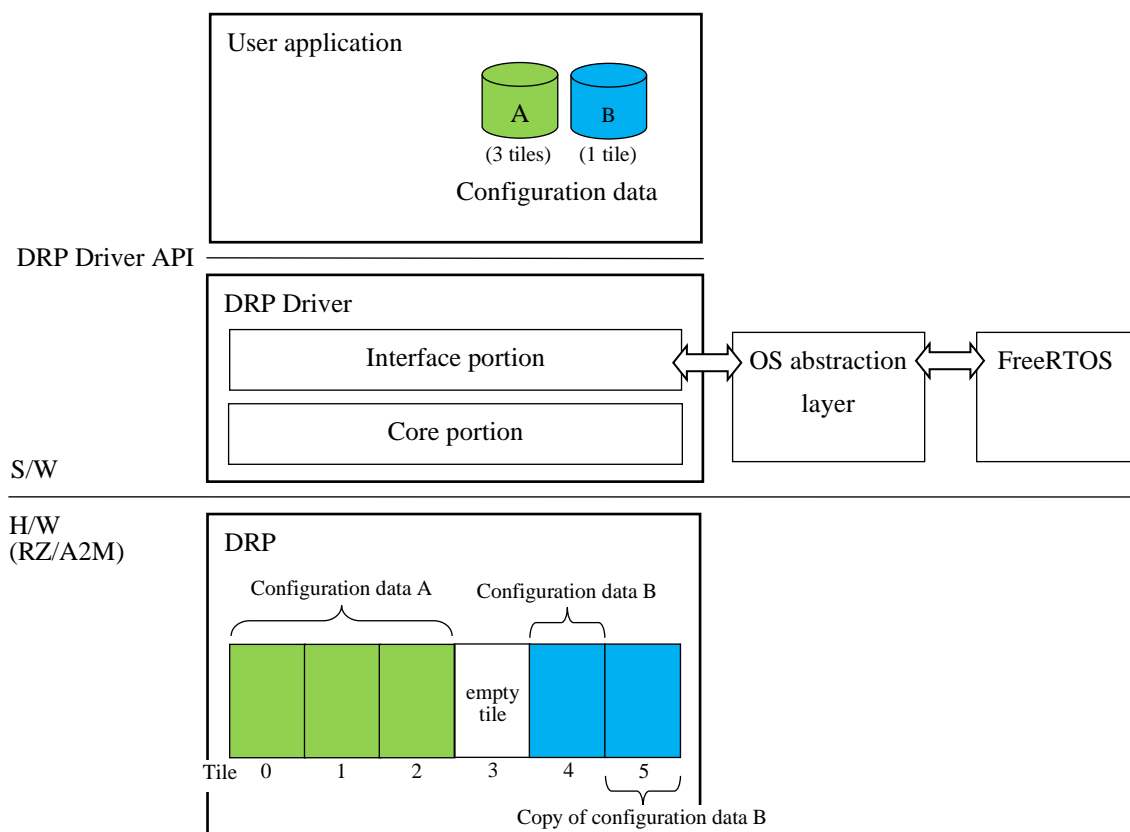 User application
A
B
(3 tiles)
(1 tile)
Configuration data
DRP Driver API
DRP Driver
Interface portion
OS abstraction
layer
FreeRTOS
Core portion
S/W
H/W
(RZ/A2M)
DRP
Configuration data A
Configuration data B
empty
tile
Tile 0 1 2 3 4 5
Copy of configuration data B